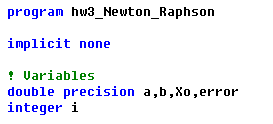 program hw3_Newton_Raphson
implicit none
! Variables
double precision a,b,Xo,error
integer i